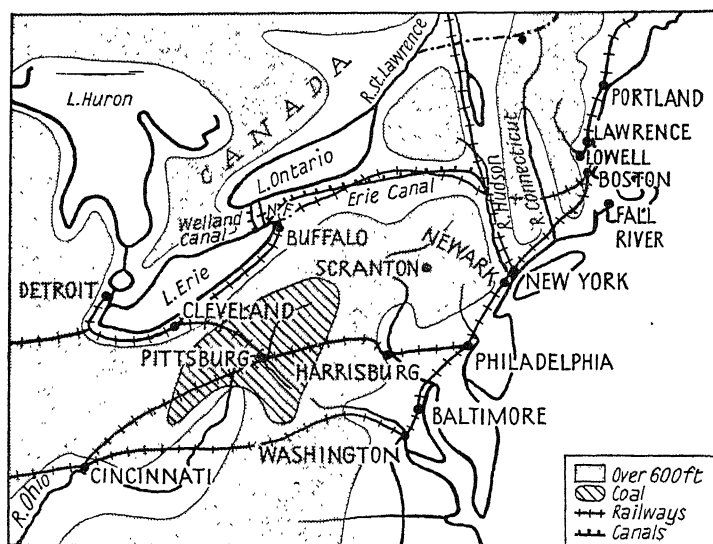 L.Huron
CANADA
R.St.Lawrence
PORTLAND
LAWRENCE
LOWELL
BOSTON
FALL
RIVER
L.Ontario
R.Hudson
R.Connecticut
Erie Canal
Welland
Canal
N.F.
BUFFALO
NEWARK
SCRANTON
NEW YORK
DETROIT
L.Erie
CLEVELAND
PITTSBURG
HARRISBURG
PHILADELPHIA
BALTIMORE
WASHINGTON
CINCINNATI
R.Ohio
Over 600ft
Coal
Railways
Canals